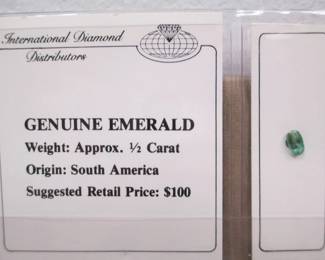 International Diamond
Distributors
GENUINE EMERALD
Weight: Approx. ½ Carat
Origin: South America
Suggested Retail Price: $100